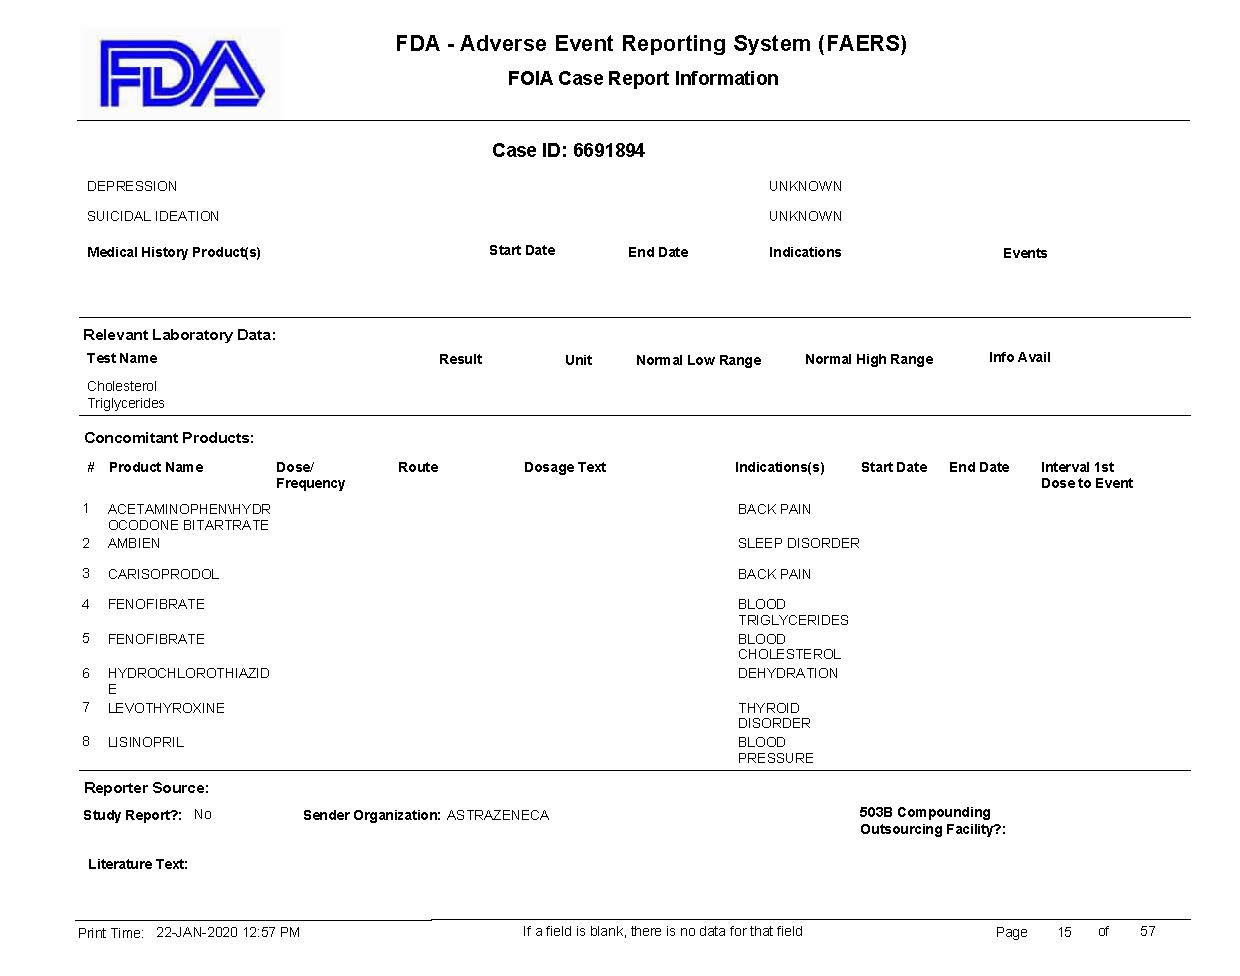 FDA
FDA - Adverse Event Reporting System (FAERS)
FOIA Case Report Information
Case ID: 6691894
DEPRESSION UNKNOWN
SUICIDAL IDEATION UNKNOWN
Medical History Product(s) Start Date End Date Indications Events
Relevant Laboratory Data:
Test Name Result Unit Normal Low Range Normal High Range Info Avail
Cholesterol
Triglycerides
Concomitant Products:
# Product Name Dose/ Route Dosage Text Indications(s) Start Date End Date Interval 1st
Frequency Dose to Event
1 ACETAMINOPHEN\HYDR BACK PAIN
OCODONE BITARTRATE
2 AMBIEN SLEEP DISORDER
3 CARISOPRODOL BACK PAIN
4 FENOFIBRATE BLOOD
TRIGLYCERIDES
5 FENOFIBRATE BLOOD
CHOLESTEROL
6 HYDROCHLOROTHIAZID DEHYDRATION
E
7 LEVOTHYROXINE THYROID
DISORDER
8 LISINOPRIL BLOOD
PRESSURE
Reporter Source:
Study Report?: No Sender Organization: ASTRAZENECA 503B Compounding
Outsourcing Facility?:
Literature Text:
Print Time: 22-JAN-2020 12:57 PM If a field is blank, there is no data for that field Page 15 of 57